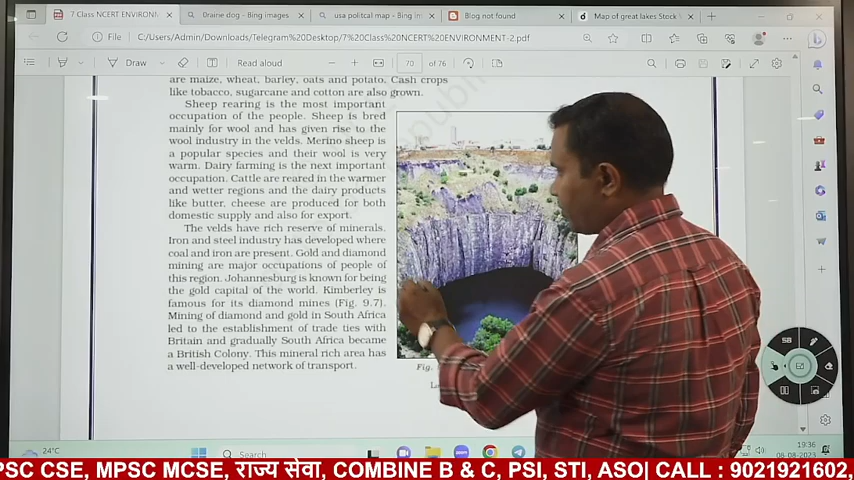 7 Class NCERT ENVIRONM
0raine dog - Bing images
usa politcal map - Bing im
Blog not found
Map of great lakes Stock
File
C:/Users/Admin/Downloads/Telegram%20Desktop/7%20Class%20NCERT%20ENVIRONMENT-2.pdf
Draw
Read aloud
70 of 76
are maize, wheat, barley, oats and potato. Cash crops
like tobacco, sugarcane and cotton are also grown.
Sheep rearing is the most important
occupation of the people. Sheep is bred
mainly for wool and has given rise to the
wool industry in the velds. Merino sheep is
a popular species and their wool is very
warm. Dairy farming is the next important
occupation. Cattle are reared in the warmer
and wetter regions and the dairy products
like butter, cheese are produced for both
domestic supply and also for export.
The velds have rich reserve of minerals.
Iron and steel industry has developed where
coal and iron are present. Gold and diamond
mining are major occupations of people of
this region. Johannesburg is known for being
the gold capital of the world. Kimberley is
famous for its diamond mines (Fig. 9.7).
Mining of diamond and gold in South Africa
led to the establishment of trade ties with
Britain and gradually South Africa became
a British Colony. This mineral rich area has
a well-developed network of transport.
Fig.
SB
24°C
Search
19:36
08-08-2023
PSC CSE, MPSC MCSE, राज्य सेवा, COMBINE B & C, PSI, STI, ASO| CALL : 9021921602,